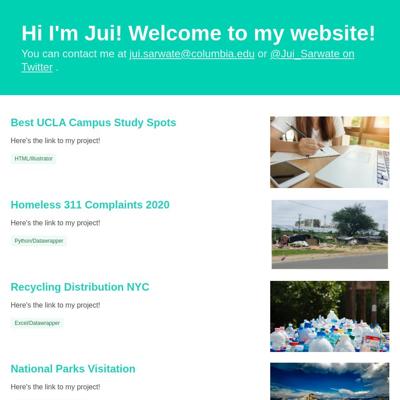 Hi I'm Jui! Welcome to my website!
You can contact me at jui.sarwate@columbia.edu or @Jui_Sarwate on
Twitter .
Best UCLA Campus Study Spots
Here's the link to my project!
HTML/Illustrator
Homeless 311 Complaints 2020
Here's the link to my project!
Python/Datawrapper
Recycling Distribution NYC
Here's the link to my project!
Excel/Datawrapper
National Parks Visitation
Here's the link to my project!